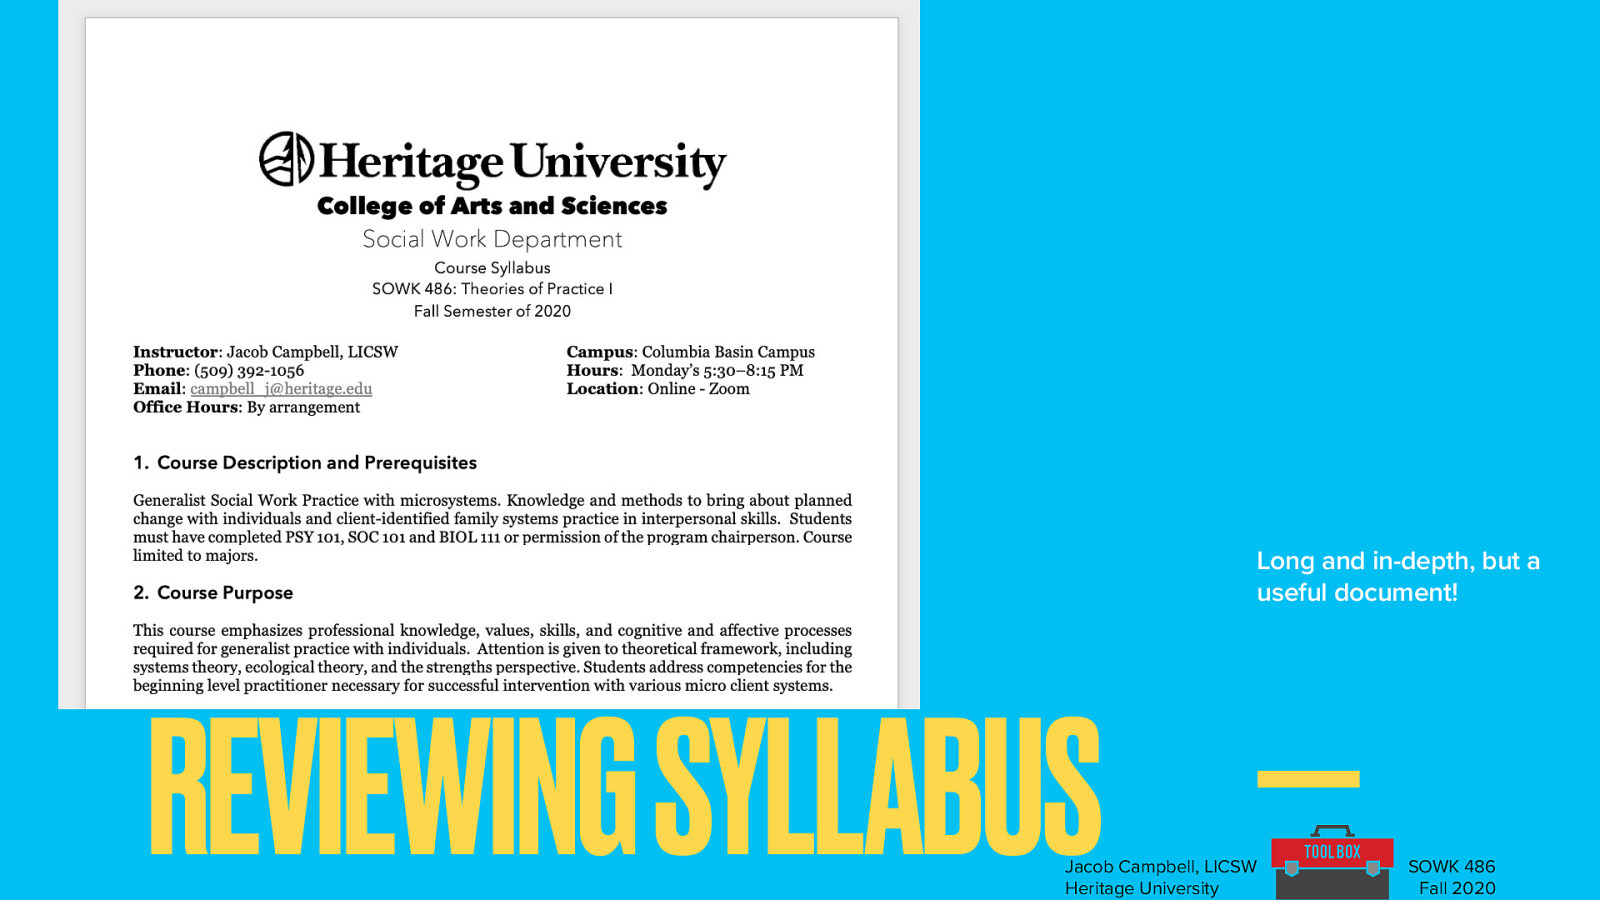 Heritage University
College of Arts and Sciences
Social Work Department
Course Syllabus
SOWK 486: Theories of Practice I
Fall Semester of 2020
Instructor: Jacob Campbell, LICSW
Phone: (509) 392-1056
Email: campbell_j@heritage.edu
Office Hours: By arrangement
Campus: Columbia Basin Campus
Hours:  Monday's 5:30–8:15 PM
Location: Online - Zoom
1. Course Description and Prerequisites
Generalist Social Work Practice with microsystems. Knowledge and methods to bring about planned
change with individuals and client-identified family systems practice in interpersonal skills.  Students
must have completed PSY 101, SOC 101 and BIOL 111 or permission of the program chairperson. Course
limited to majors.
2. Course Purpose
This course emphasizes professional knowledge, values, skills, and cognitive and affective processes
required for generalist practice with individuals.  Attention is given to theoretical framework, including
systems theory, ecological theory, and the strengths perspective. Students address competencies for the
beginning level practitioner necessary for successful intervention with various micro client systems.
Long and in-depth, but a
useful document!
REVIEWING SYLLABUS
Jacob Campbell, LICSW
Heritage University
TOOL BOX
SOWK 486
Fall 2020